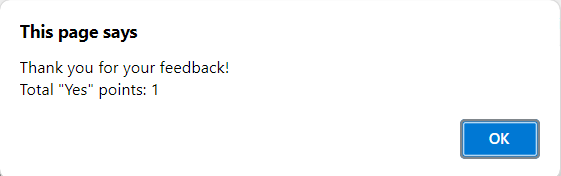 This page says
Thank you for your feedback!
Total "Yes" points: 1
OK